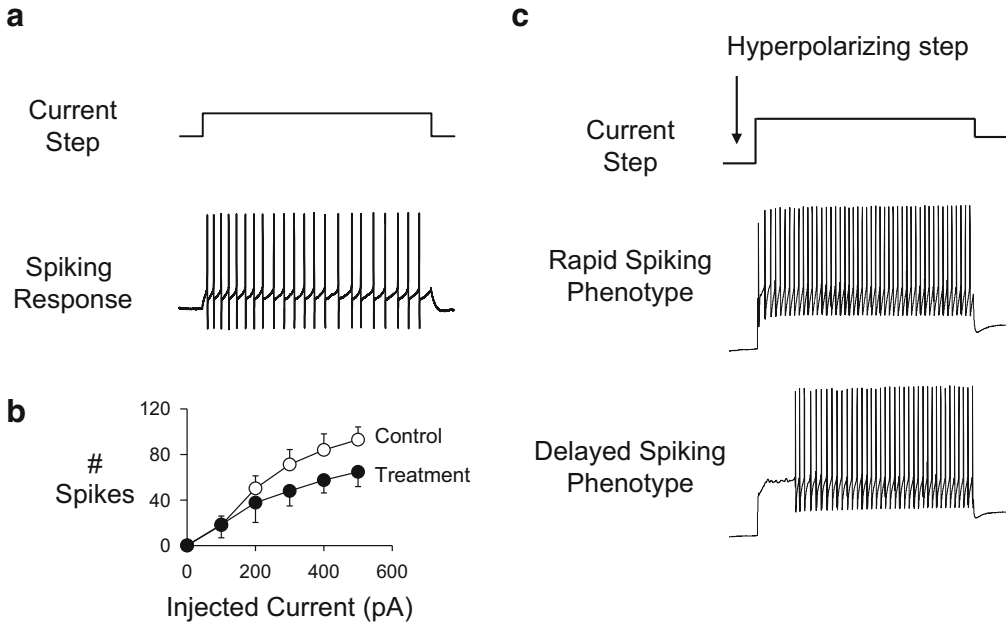 a
Current
Step
Spiking
Response
b
120
80
40
0
#
Spikes
Control
Treatment
0
200
400
600
Injected Current (pA)
c
Hyperpolarizing step
Current
Step
Rapid Spiking
Phenotype
Delayed Spiking
Phenotype